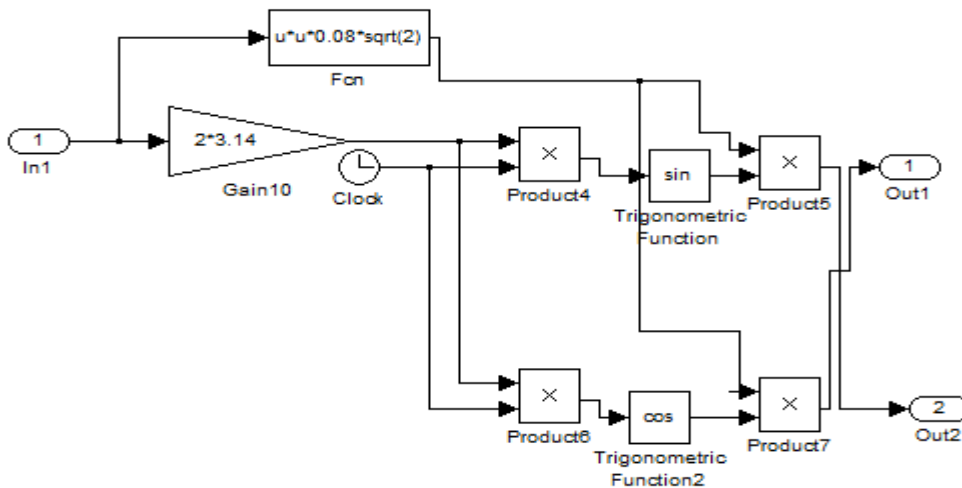 u*u*0.08*sqrt(2)
Fcn
1
In1
2*3.14
Gain10
Clock
×
Product4
sin
Trigonometric
Function
×
Product5
1
Out1
×
Product6
cos
Trigonometric
Function2
×
Product7
2
Out2